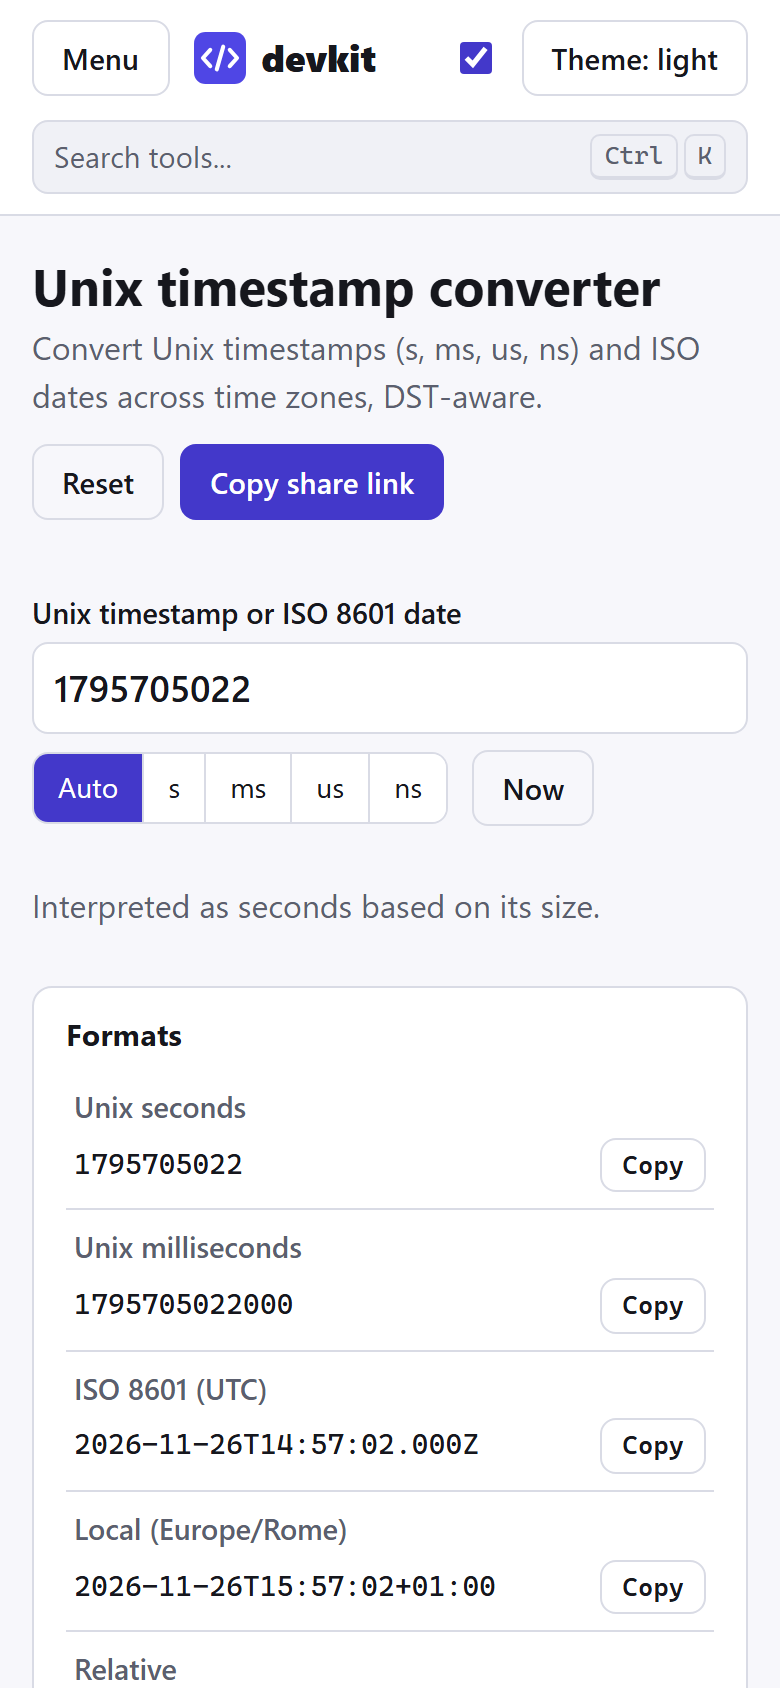 Menu
devkit
Theme: light
Search tools...
Ctrl K
Unix timestamp converter
Convert Unix timestamps (s, ms, us, ns) and ISO
dates across time zones, DST-aware.
Reset
Copy share link
Unix timestamp or ISO 8601 date
1795705022
Auto
s
ms
us
ns
Now
Interpreted as seconds based on its size.
Formats
Unix seconds
1795705022
Copy
Unix milliseconds
1795705022000
Copy
ISO 8601 (UTC)
2026-11-26T14:57:02.000Z
Copy
Local (Europe/Rome)
2026-11-26T15:57:02+01:00
Copy
Relative